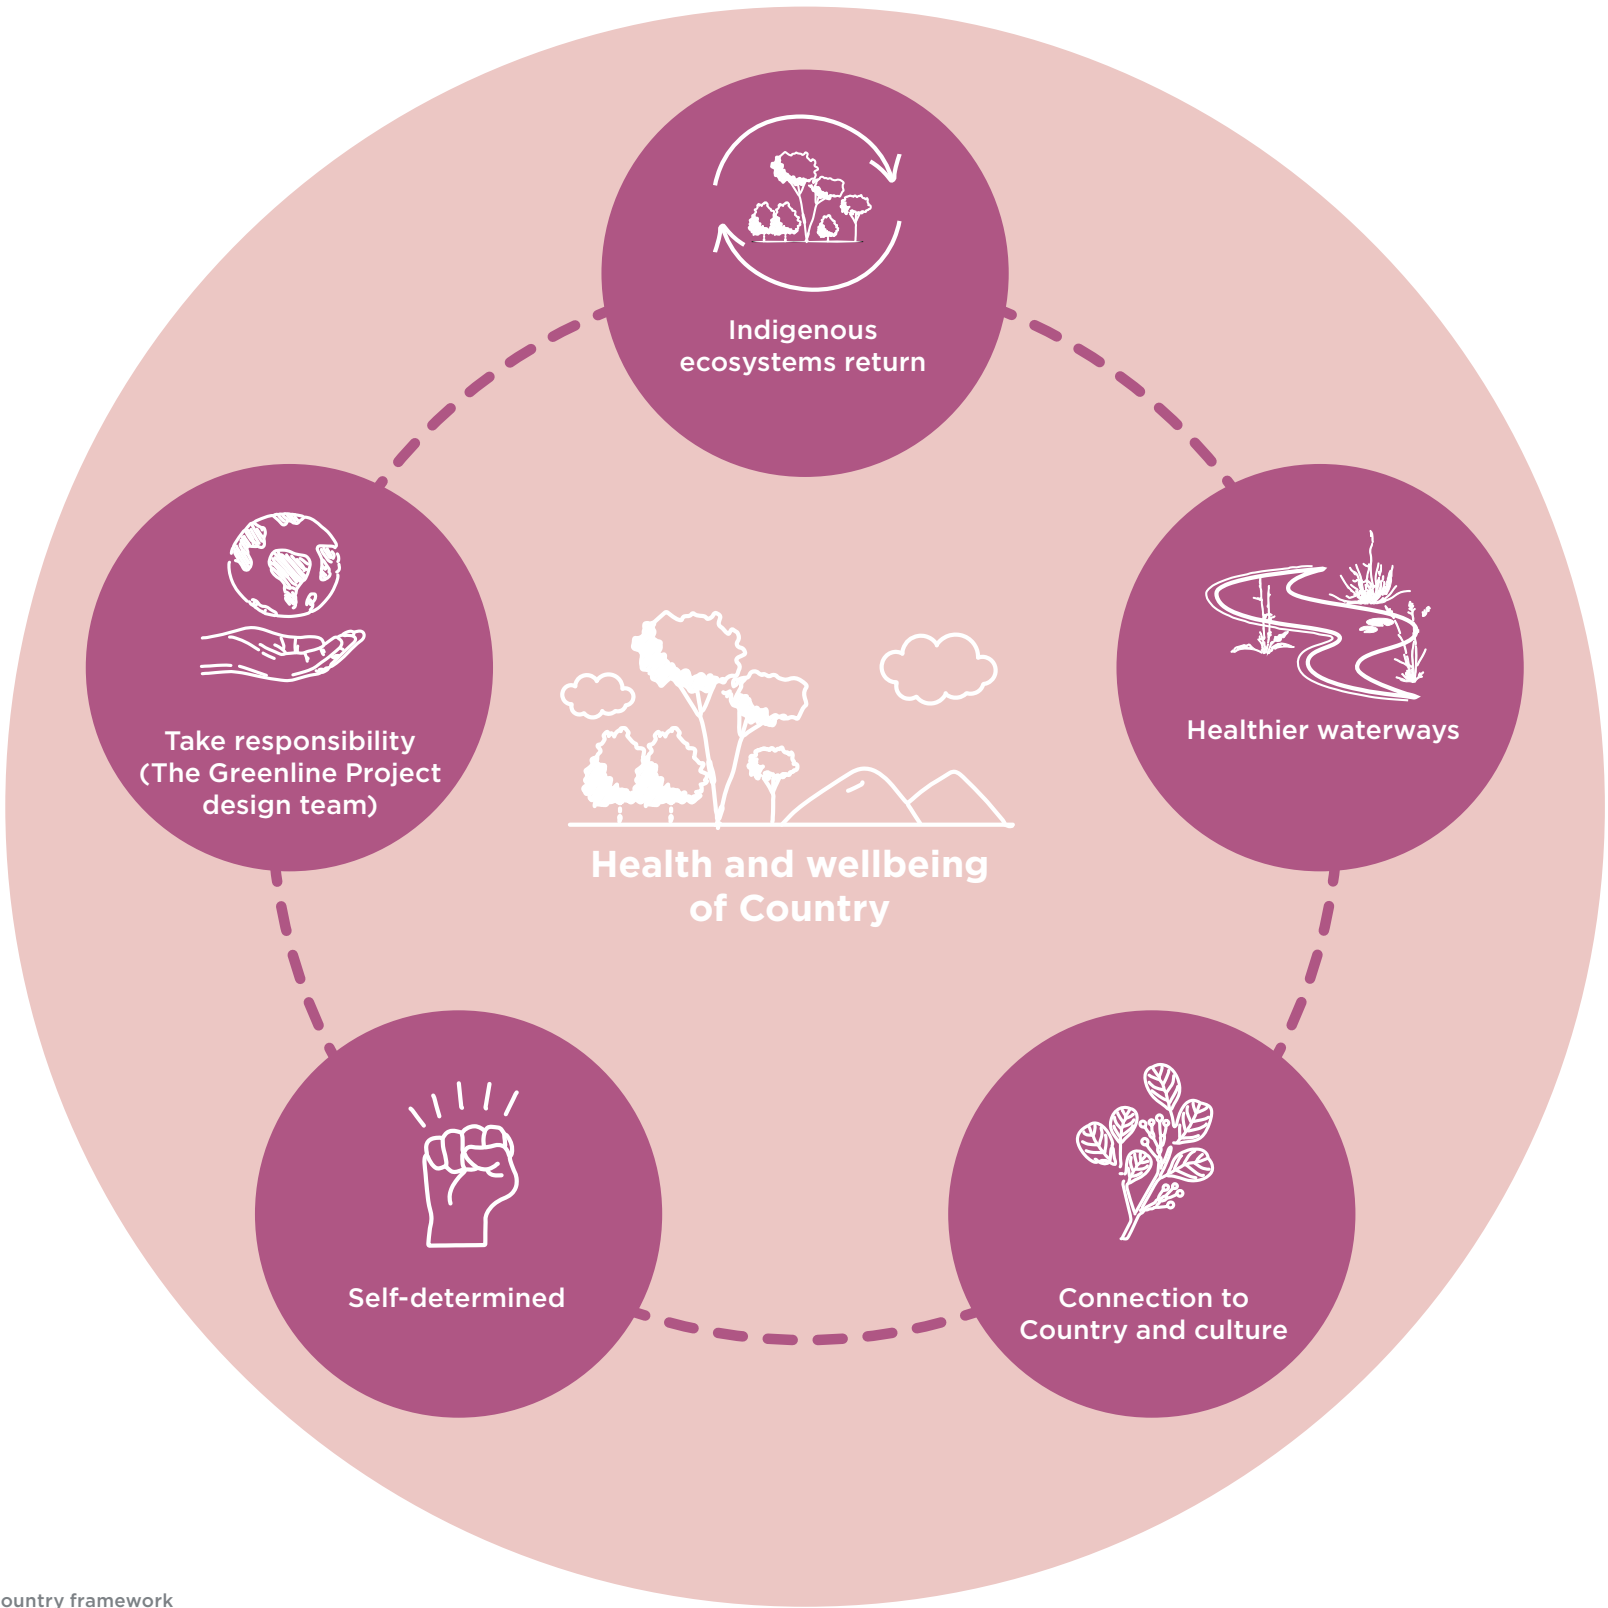 Indigenous
ecosystems return
Take responsibility
(The Greenline Project
design team)
Healthier waterways
Health and wellbeing
of Country
Self-determined
Connection to
Country and culture
ountry framework